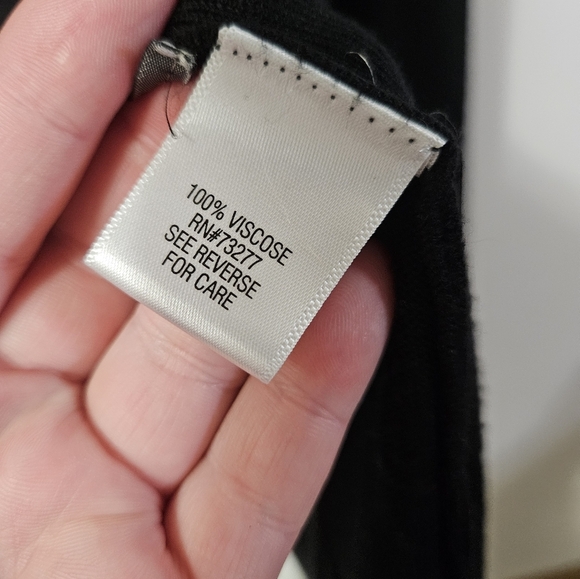 100% VISCOSE
RN#73277
SEE REVERSE
FOR CARE